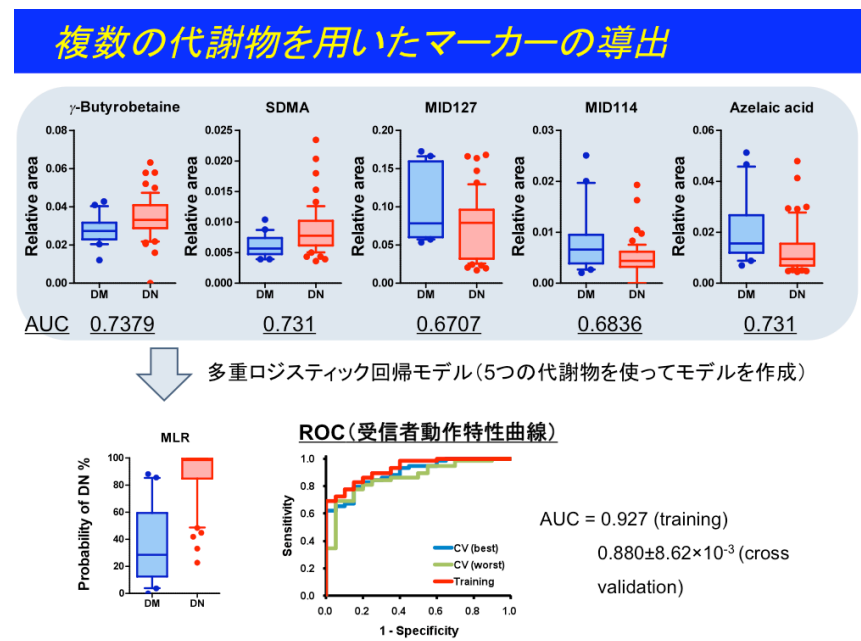 複数の代謝物を用いたマーカーの導出
γ-Butyrobetaine
SDMA
MID127
MID114
Azelaic acid
Relative area
0.08
0.06
0.04
0.02
0.00
DM DN
Relative area
0.025
0.020
0.015
0.010
0.005
0.000
DM DN
Relative area
0.20
0.15
0.10
0.05
0.00
DM DN
Relative area
0.03
0.02
0.01
0.00
DM DN
Relative area
0.06
0.04
0.02
0.00
DM DN
AUC 0.7379 0.731 0.6707 0.6836 0.731
多重ロジスティック回帰モデル（5つの代謝物を使ってモデルを作成）
MLR
Probability of DN %
100
80
60
40
20
0
DM DN
ROC（受信者動作特性曲線）
Sensitivity
1.0
0.8
0.6
0.4
0.2
0.0
CV (best)
CV (worst)
Training
0.0 0.2 0.4 0.6 0.8 1.0
1 - Specificity
AUC = 0.927 (training)
0.880±8.62×10⁻³ (cross
validation)